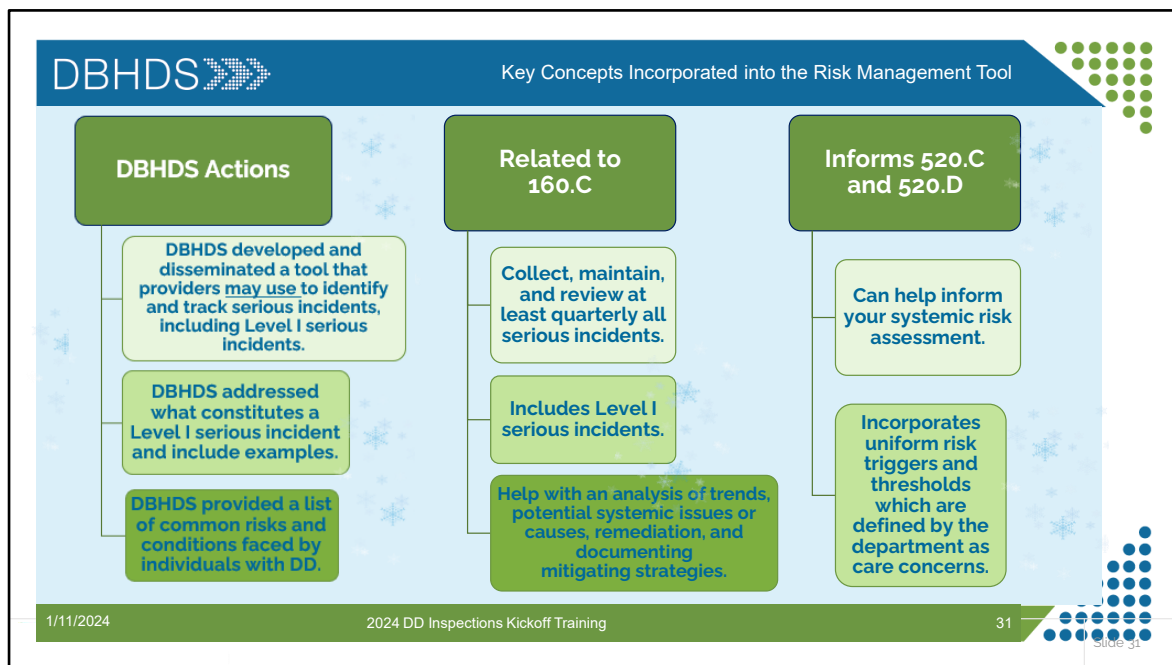 DBHDS
Key Concepts Incorporated into the Risk Management Tool
DBHDS Actions
DBHDS developed and
disseminated a tool that
providers may use to identify
and track serious incidents,
including Level I serious
incidents.
DBHDS addressed
what constitutes a
Level I serious incident
and include examples.
DBHDS provided a list
of common risks and
conditions faced by
individuals with DD.
Related to
160.C
Collect, maintain,
and review at
least quarterly all
serious incidents.
Includes Level I
serious incidents.
Help with an analysis of trends,
potential systemic issues or
causes, remediation, and
documenting
mitigating strategies.
Informs 520.C
and 520.D
Can help inform
your systemic risk
assessment.
Incorporates
uniform risk
triggers and
thresholds
which are
defined by the
department as
care concerns.
1/11/2024
2024 DD Inspections Kickoff Training
31
Slide 31